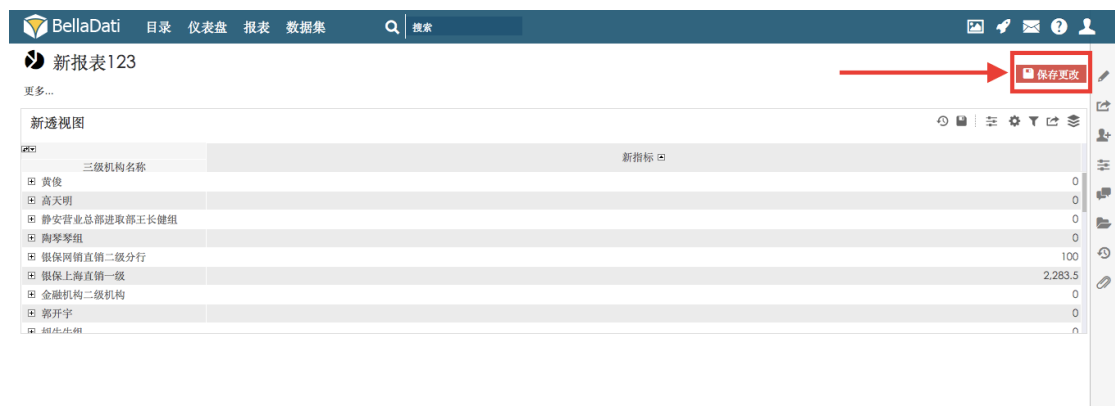 BellaDati 目录 仪表盘 报表 数据集 搜索
新报表123
保存更改
更多...
新透视图
新指标
三级机构名称
黄俊 0
高天明 0
静安营业总部进取部王长健组 0
陶琴琴组 0
银保网销直销二级分行 100
银保上海直销一级 2,283.5
金融机构二级机构 0
郭开宇 0